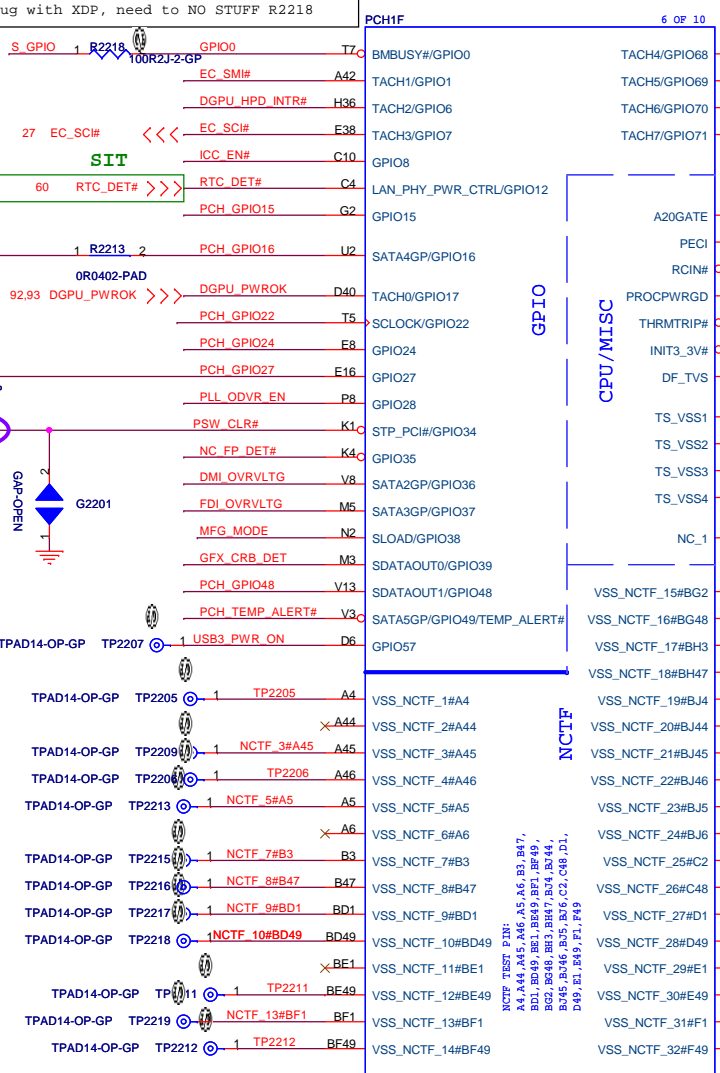 ug with XDP, need to NO STUFF R2218
PCH1F 6 OF 10
S_GPIO 1 R2218 GPIO0 T7 BMBUSY#/GPIO0 TACH4/GPIO68
100R2J-2-GP
EC_SMI# A42 TACH1/GPIO1 TACH5/GPIO69
DGPU_HPD_INTR# H36 TACH2/GPIO6 TACH6/GPIO70
27 EC_SCI# EC_SCI# E38 TACH3/GPIO7 TACH7/GPIO71
SIT ICC_EN# C10 GPIO8
60 RTC_DET# RTC_DET# C4 LAN_PHY_PWR_CTRL/GPIO12
PCH_GPIO15 G2 GPIO15 A20GATE
PECI
1 R2213 2 PCH_GPIO16 U2 SATA4GP/GPIO16
0R0402-PAD RCIN#
92,93 DGPU_PWROK DGPU_PWROK D40 TACH0/GPIO17 PROCPWRGD
GPIO
CPU/MISC
PCH_GPIO22 T5 SCLOCK/GPIO22 THRMTRIP#
PCH_GPIO24 E8 GPIO24 INIT3_3V#
PCH_GPIO27 E16 GPIO27 DF_TVS
PLL_ODVR_EN P8 GPIO28
TS_VSS1
PSW_CLR# K1 STP_PCI#/GPIO34
TS_VSS2
NC_FP_DET# K4 GPIO35
TS_VSS3
GAP-OPEN 2 G2201 1
DMI_OVRVLTG V8 SATA2GP/GPIO36
TS_VSS4
FDI_OVRVLTG M5 SATA3GP/GPIO37
MFG_MODE N2 SLOAD/GPIO38 NC_1
GFX_CRB_DET M3 SDATAOUT0/GPIO39
PCH_GPIO48 V13 SDATAOUT1/GPIO48 VSS_NCTF_15#BG2
PCH_TEMP_ALERT# V3 SATA5GP/GPIO49/TEMP_ALERT# VSS_NCTF_16#BG48
TPAD14-OP-GP TP2207 1 USB3_PWR_ON D6 GPIO57 VSS_NCTF_17#BH3
VSS_NCTF_18#BH47
TPAD14-OP-GP TP2205 1 TP2205 A4 VSS_NCTF_1#A4 VSS_NCTF_19#BJ4
NCTF
A44 VSS_NCTF_2#A44 VSS_NCTF_20#BJ44
TPAD14-OP-GP TP2209 1 NCTF_3#A45 A45 VSS_NCTF_3#A45 VSS_NCTF_21#BJ45
TPAD14-OP-GP TP2206 1 TP2206 A46 VSS_NCTF_4#A46 VSS_NCTF_22#BJ46
TPAD14-OP-GP TP2213 1 NCTF_5#A5 A5 VSS_NCTF_5#A5 VSS_NCTF_23#BJ5
A6 VSS_NCTF_6#A6 VSS_NCTF_24#BJ6
TPAD14-OP-GP TP2215 1 NCTF_7#B3 B3 VSS_NCTF_7#B3 VSS_NCTF_25#C2
TPAD14-OP-GP TP2216 1 NCTF_8#B47 B47 VSS_NCTF_8#B47 VSS_NCTF_26#C48
TPAD14-OP-GP TP2217 1 NCTF_9#BD1 BD1 VSS_NCTF_9#BD1 VSS_NCTF_27#D1
TPAD14-OP-GP TP2218 1 NCTF_10#BD49 BD49 VSS_NCTF_10#BD49 VSS_NCTF_28#D49
BE1 VSS_NCTF_11#BE1 VSS_NCTF_29#E1
TPAD14-OP-GP 1 TP2211 BE49 VSS_NCTF_12#BE49 VSS_NCTF_30#E49
TPAD14-OP-GP TP2219 1 NCTF_13#BF1 BF1 VSS_NCTF_13#BF1 VSS_NCTF_31#F1
TPAD14-OP-GP TP2212 1 TP2212 BF49 VSS_NCTF_14#BF49 VSS_NCTF_32#F49
NCTF TEST PIN:
A4,A44,A45,A46,A5,A6,B3,B47,
BD1,BD49,BE1,BE49,BF1,BF49,
BG2,BG48,BH3,BH47,BJ4,BJ44,
BJ45,BJ46,BJ5,BJ6,C2,C48,D1,
D49,E1,E49,F1,F49